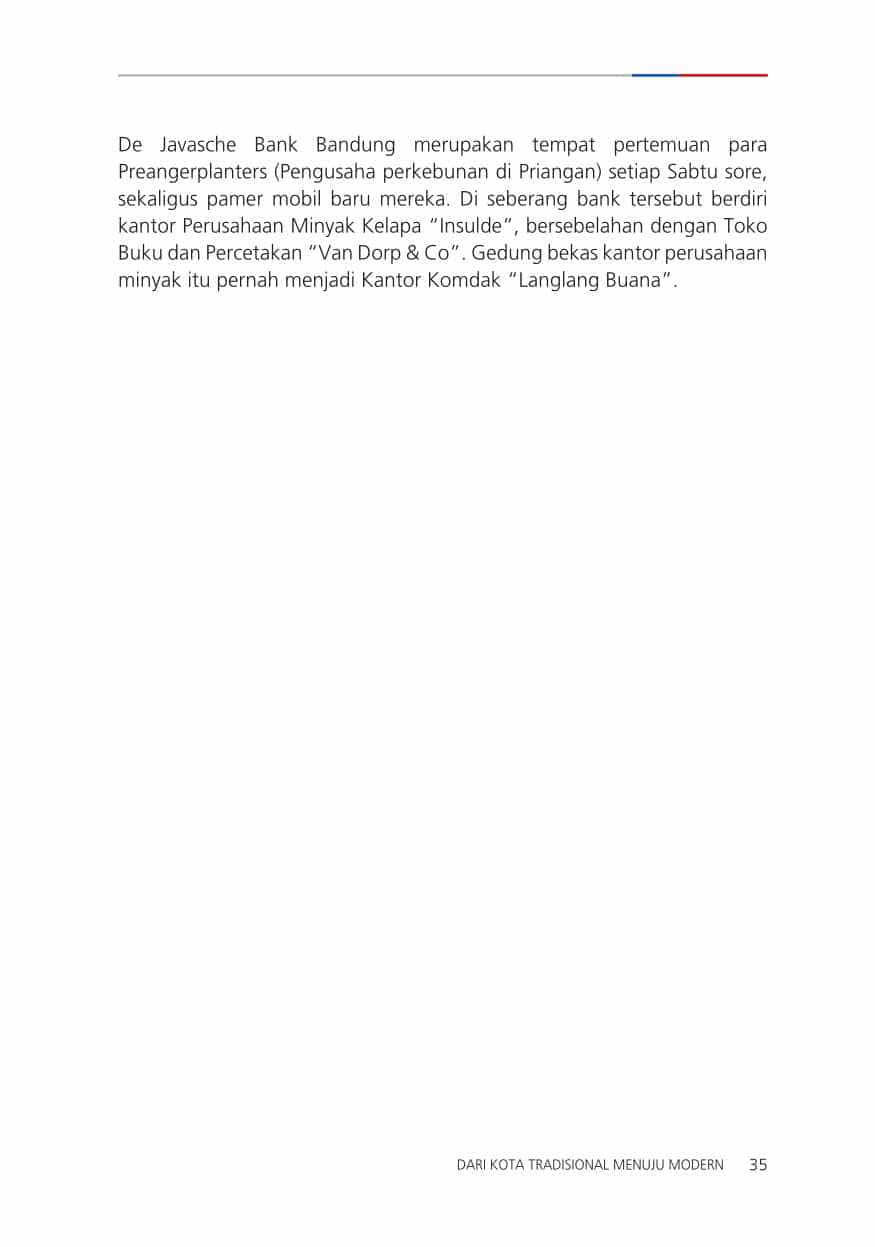 De Javasche Bank Bandung merupakan tempat pertemuan para
Preangerplanters (Pengusaha perkebunan di Priangan) setiap Sabtu sore,
sekaligus pamer mobil baru mereka. Di seberang bank tersebut berdiri
kantor Perusahaan Minyak Kelapa “Insulde”, bersebelahan dengan Toko
Buku dan Percetakan “Van Dorp & Co”. Gedung bekas kantor perusahaan
minyak itu pernah menjadi Kantor Komdak “Langlang Buana”.
DARI KOTA TRADISIONAL MENUJU MODERN 35